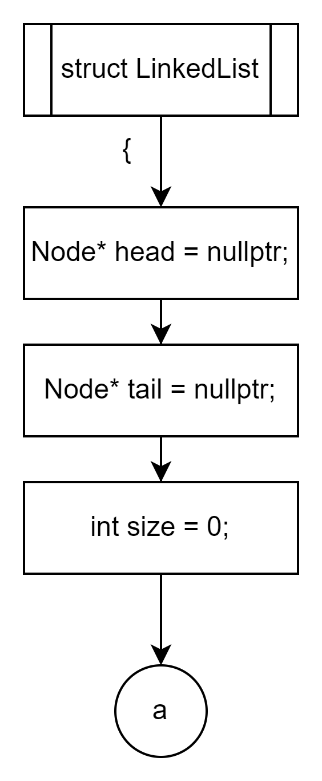 struct LinkedList
{
Node* head = nullptr;
Node* tail = nullptr;
int size = 0;
a